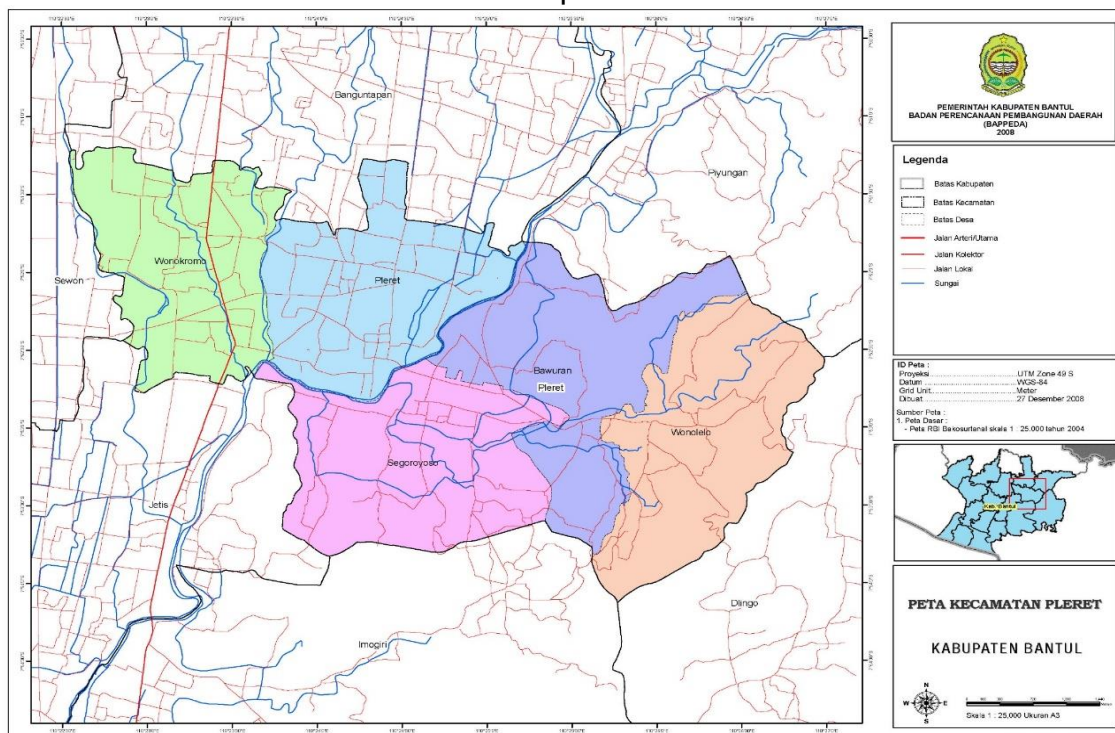 Banguntapan
Piyungan
Wonokromo
Pleret
Sewon
Bawuran
Pleret
Wonolelo
Segoroyoso
Jetis
Imogiri
Dlingo
PEMERINTAH KABUPATEN BANTUL
BADAN PERENCANAAN PEMBANGUNAN DAERAH
(BAPPEDA)
2008
Legenda
Batas Kabupaten
Batas Kecamatan
Batas Desa
Jalan Arteri/Utama
Jalan Kolektor
Jalan Lokal
Sungai
ID Peta :
Proyeksi ........................ UTM Zone 49 S
Datum ........................ WGS-84
Grid Unit ........................ Meter
Dibuat ........................ 27 Desember 2008
Sumber Peta :
1. Peta Dasar :
- Peta RBI Bakosurtanal skala 1 : 25.000 tahun 2004
Kab. Bantul
PETA KECAMATAN PLERET
KABUPATEN BANTUL
N
W E
S
Skala 1 : 25,000 Ukuran A3